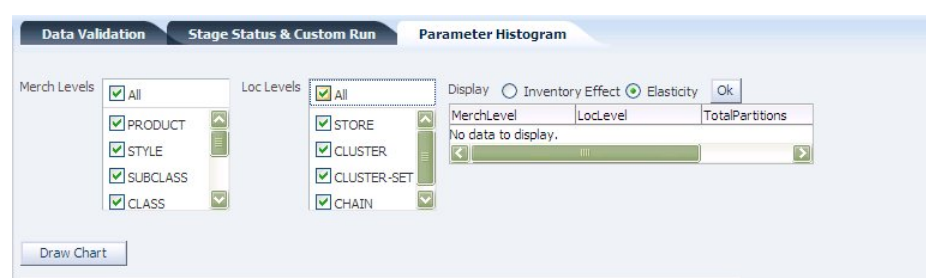 Data Validation Stage Status & Custom Run Parameter Histogram
Merch Levels All Loc Levels All Display Inventory Effect Elasticity Ok
PRODUCT STORE MerchLevel LocLevel TotalPartitions
STYLE CLUSTER No data to display.
SUBCLASS CLUSTER-SET
CLASS CHAIN
Draw Chart